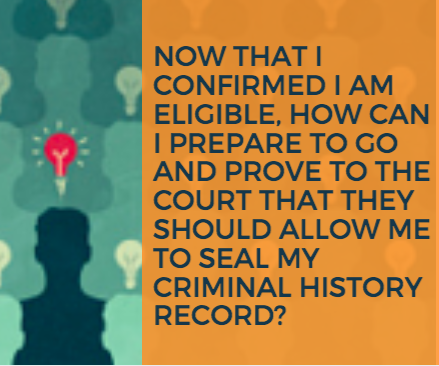 NOW THAT I
CONFIRMED I AM
ELIGIBLE, HOW CAN
I PREPARE TO GO
AND PROVE TO THE
COURT THAT THEY
SHOULD ALLOW ME
TO SEAL MY
CRIMINAL HISTORY
RECORD?